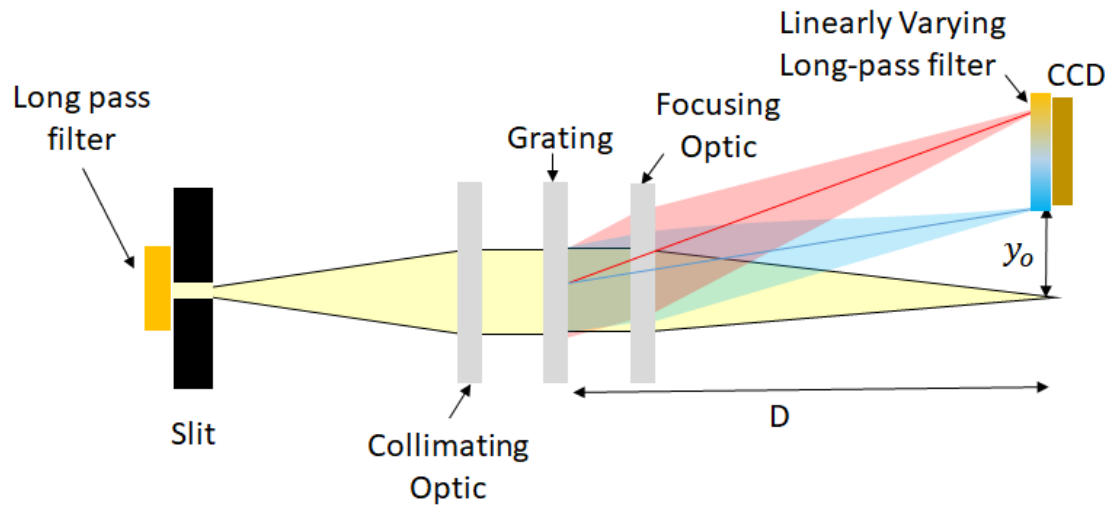 Linearly Varying
Long-pass filter
CCD
Long pass
filter
Focusing
Optic
Grating
yₒ
D
Slit
Collimating
Optic